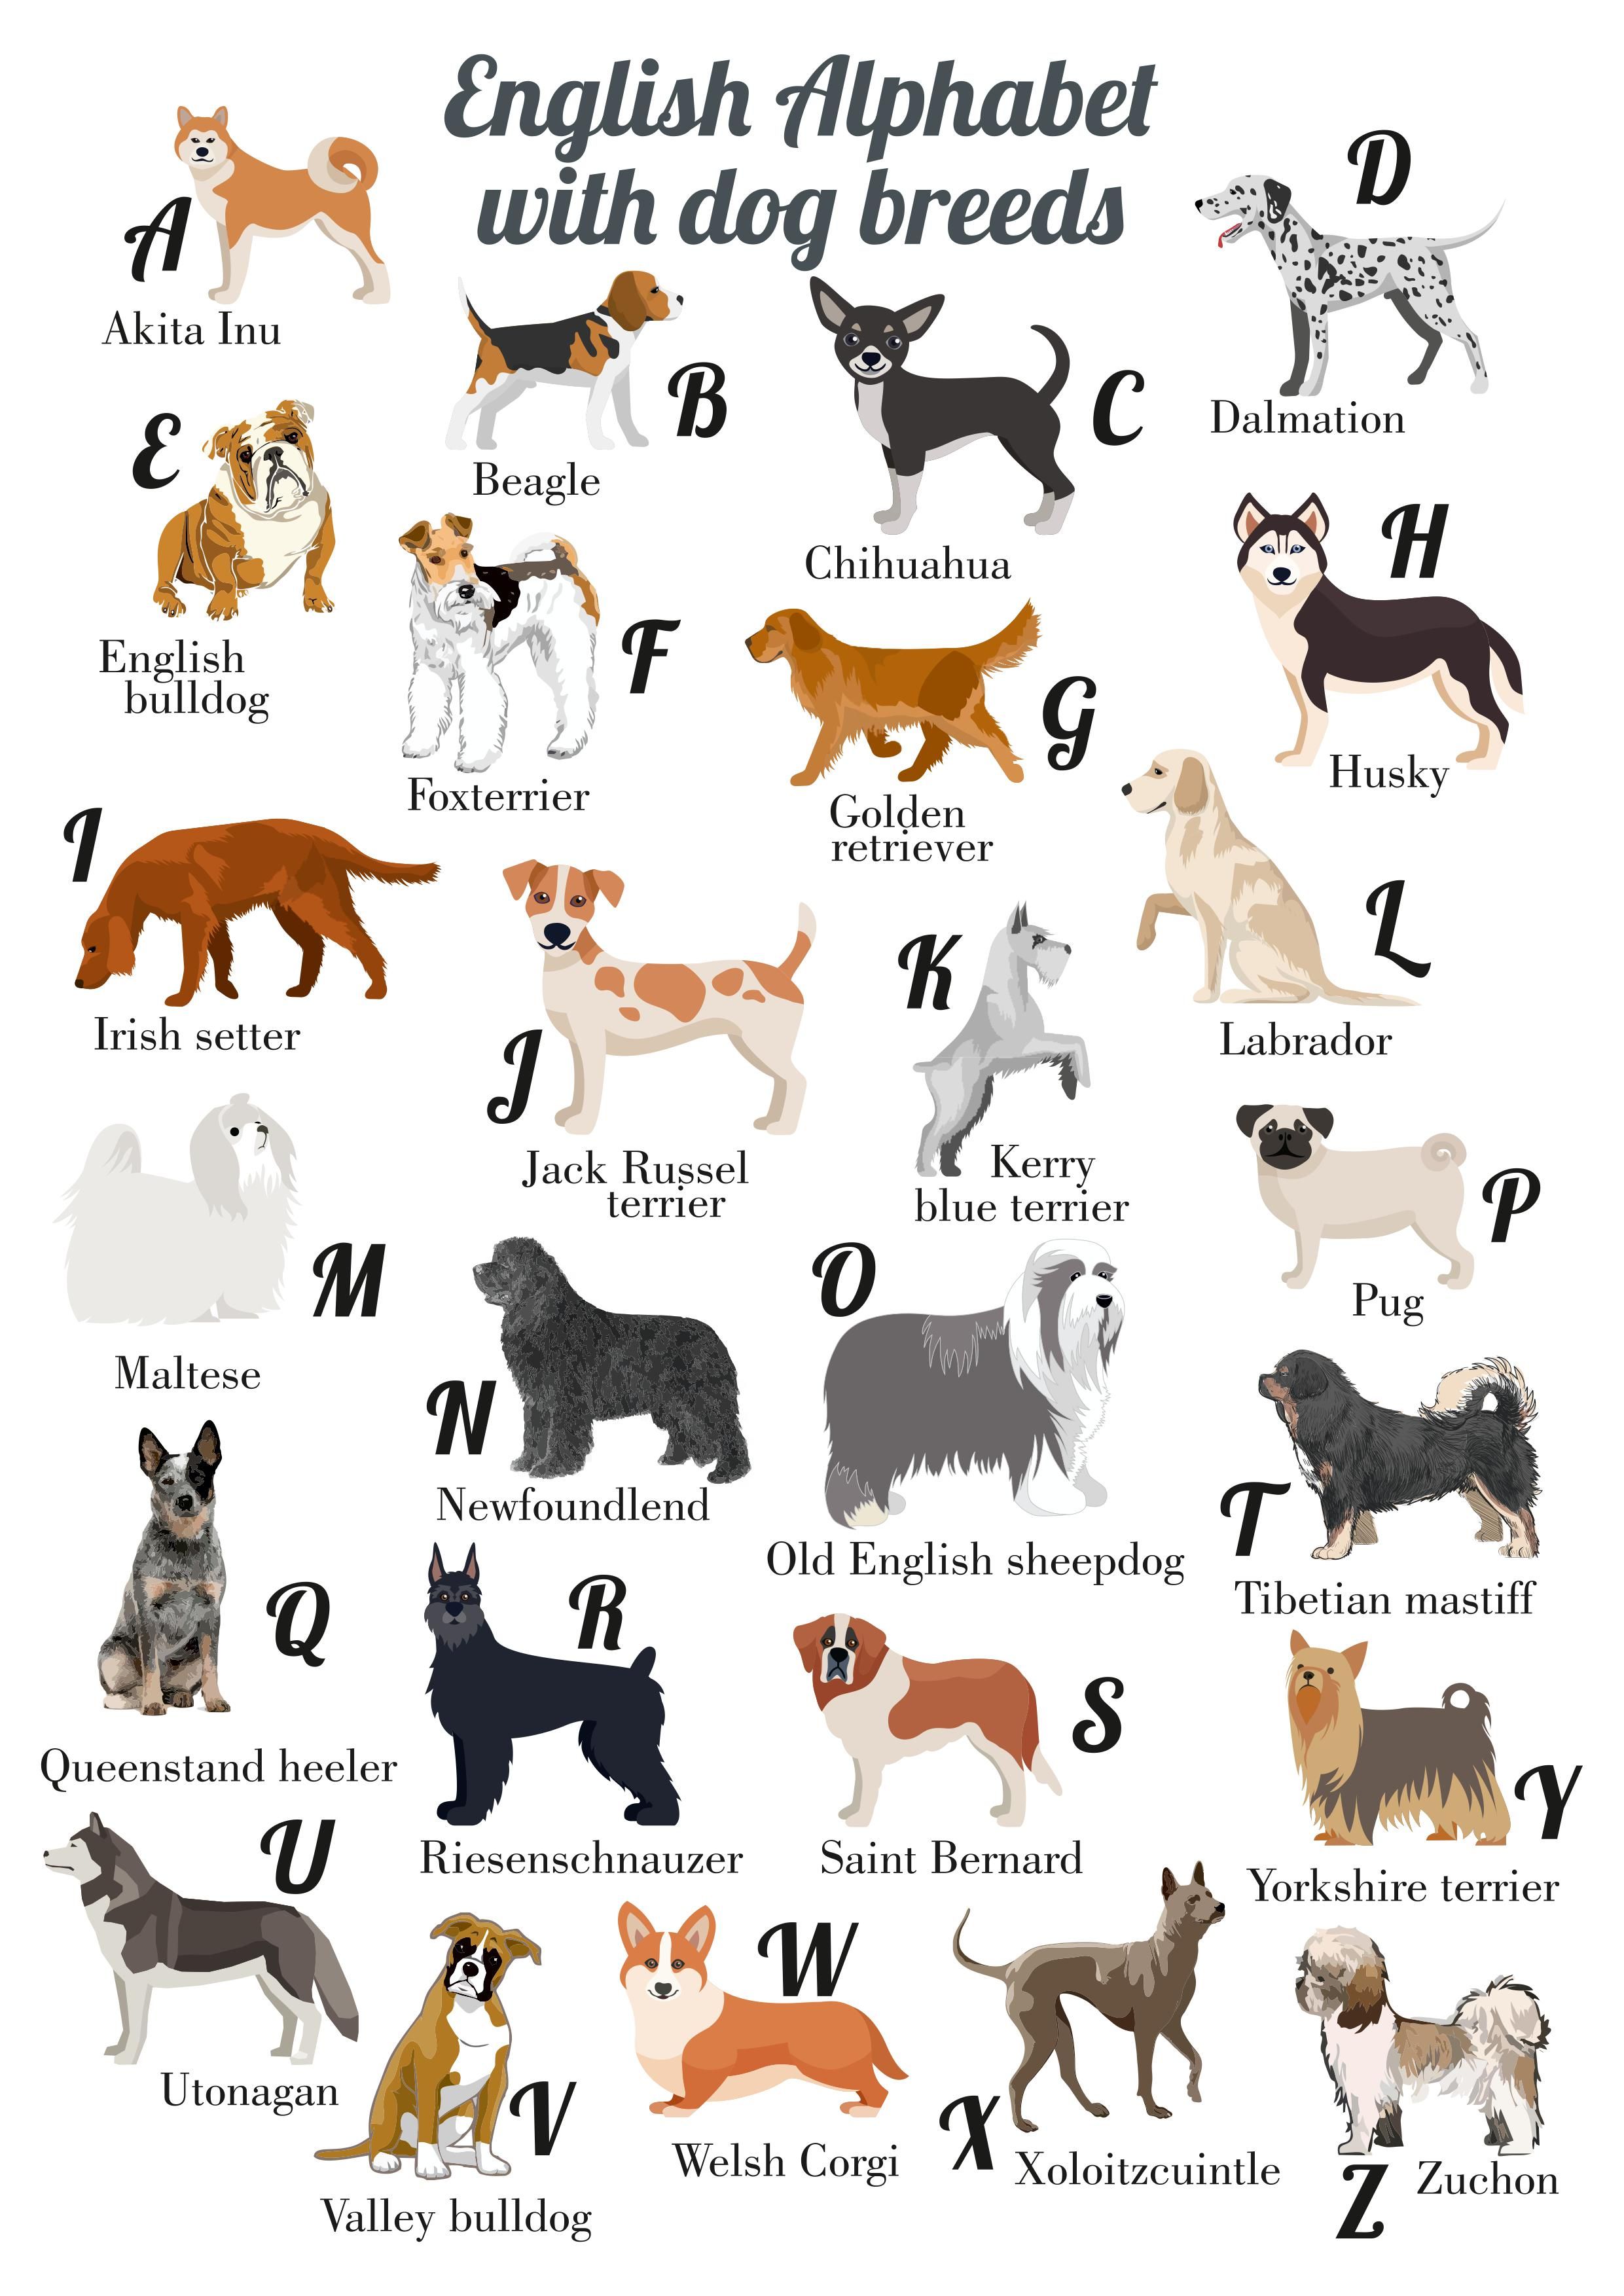 English Alphabet
with dog breeds
A
Akita Inu
B
Beagle
C
Chihuahua
D
Dalmation
E
English
bulldog
F
Foxterrier
G
Golden
retriever
H
Husky
I
Irish setter
J
Jack Russel
terrier
K
Kerry
blue terrier
L
Labrador
M
Maltese
N
Newfoundlend
O
Old English sheepdog
P
Pug
Q
Queenstand heeler
R
Riesenschnauzer
S
Saint Bernard
T
Tibetian mastiff
U
Utonagan
V
Valley bulldog
W
Welsh Corgi
X
Xoloitzcuintle
Y
Yorkshire terrier
Z
Zuchon